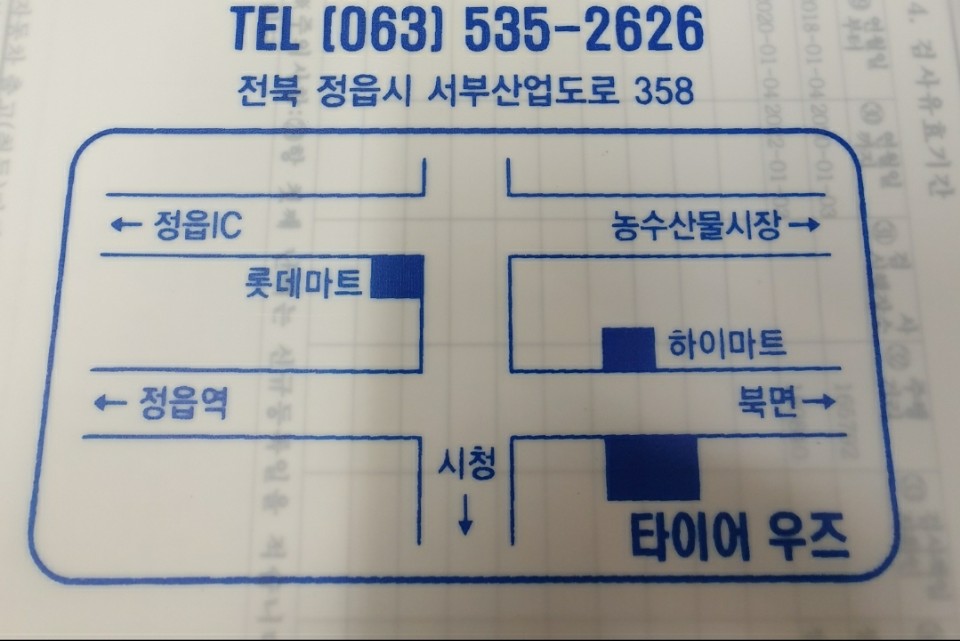 TEL (063) 535-2626
전북 정읍시 서부산업도로 358
← 정읍IC
농수산물시장 →
롯데마트
하이마트
← 정읍역
북면 →
시청
↓
타이어 우즈